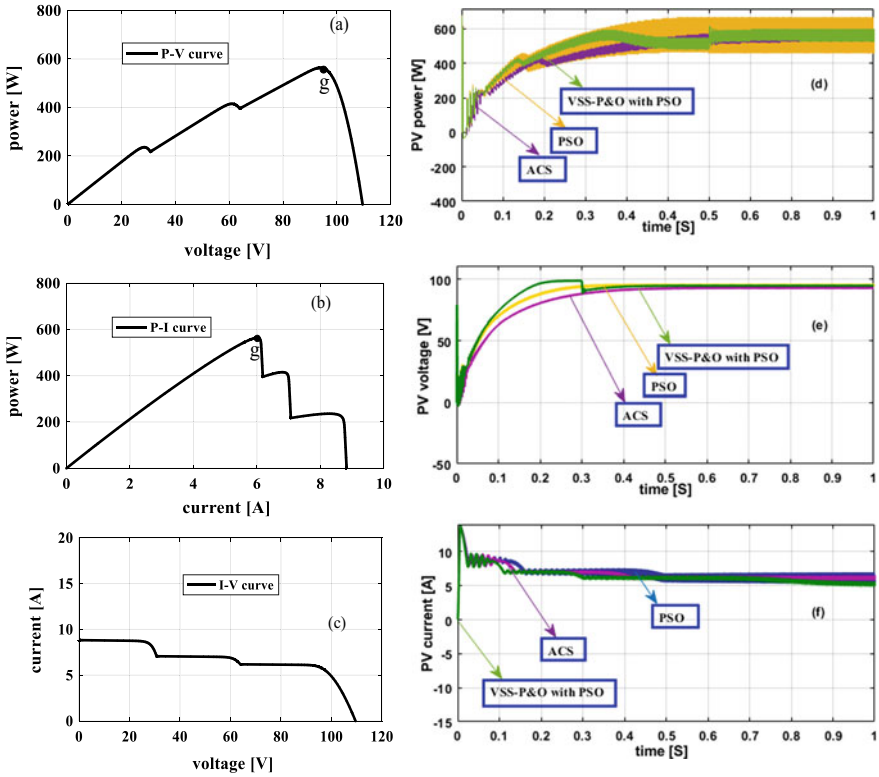 (a)
800
600
400
200
0
P-V curve
g
0 20 40 60 80 100 120
power [W]
voltage [V]
600
400
200
0
-200
-400
(d)
VSS-P&O with PSO
PSO
ACS
0 0.1 0.2 0.3 0.4 0.5 0.6 0.7 0.8 0.9 1
PV power [W]
time [S]
(b)
800
600
400
200
0
P-I curve
g
0 2 4 6 8 10
power [W]
current [A]
100
50
0
-50
(e)
VSS-P&O with PSO
PSO
ACS
0 0.1 0.2 0.3 0.4 0.5 0.6 0.7 0.8 0.9 1
PV voltage [V]
time [S]
20
15
10
5
0
I-V curve
(c)
0 20 40 60 80 100 120
current [A]
voltage [V]
10
5
0
-5
-10
-15
PSO
(f)
ACS
VSS-P&O with PSO
0 0.1 0.2 0.3 0.4 0.5 0.6 0.7 0.8 0.9 1
PV current [A]
time [S]